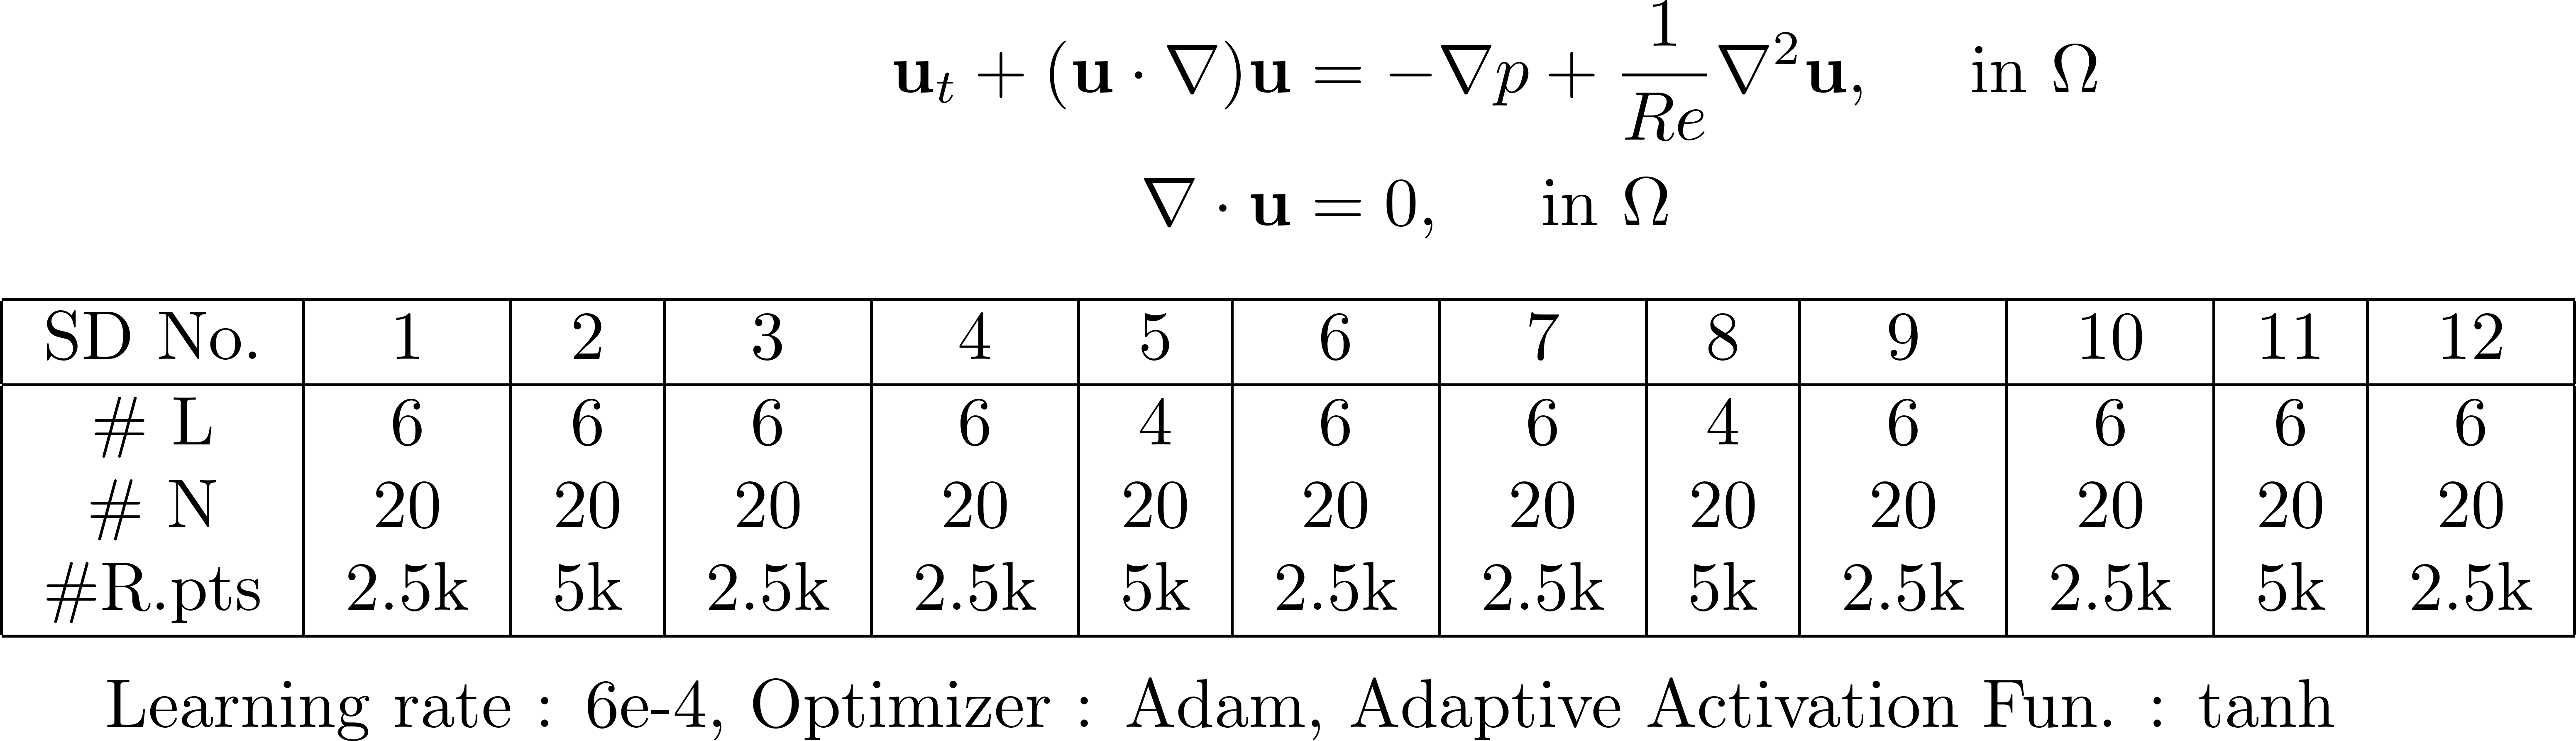 𝐮ₜ + (𝐮 · ∇)𝐮 = −∇p + 1/Re ∇²𝐮, in Ω
∇ · 𝐮 = 0, in Ω
SD No. 1 2 3 4 5 6 7 8 9 10 11 12
# L 6 6 6 6 4 6 6 4 6 6 6 6
# N 20 20 20 20 20 20 20 20 20 20 20 20
#R.pts 2.5k 5k 2.5k 2.5k 5k 2.5k 2.5k 5k 2.5k 2.5k 5k 2.5k
Learning rate : 6e-4, Optimizer : Adam, Adaptive Activation Fun. : tanh